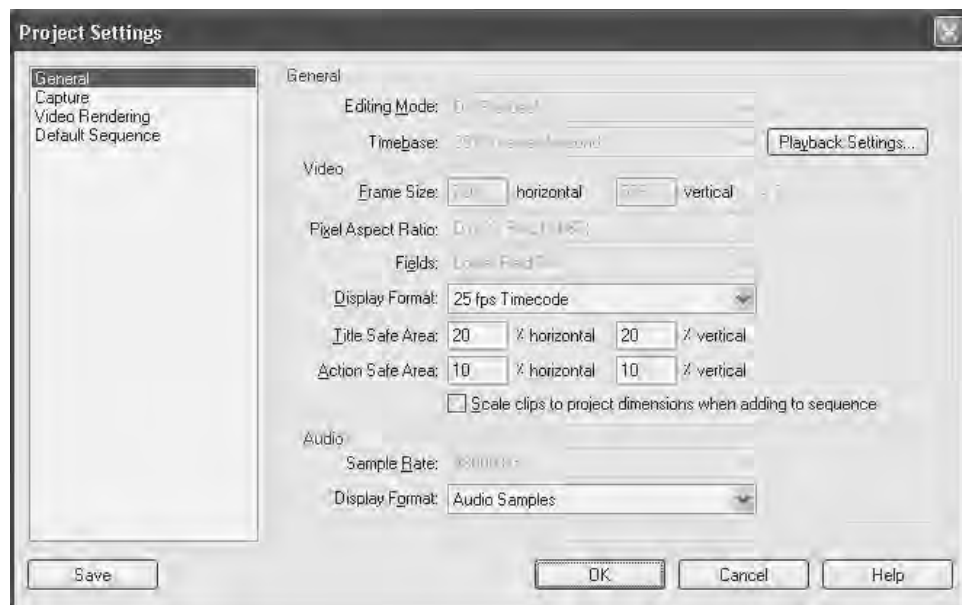 Project Settings
General
Capture
Video Rendering
Default Sequence
General
Editing Mode:
Timebase:
Playback Settings...
Video
Frame Size: horizontal vertical
Pixel Aspect Ratio:
Fields:
Display Format: 25 fps Timecode
Title Safe Area: 20 % horizontal 20 % vertical
Action Safe Area: 10 % horizontal 10 % vertical
Scale clips to project dimensions when adding to sequence
Audio
Sample Rate:
Display Format: Audio Samples
Save OK Cancel Help